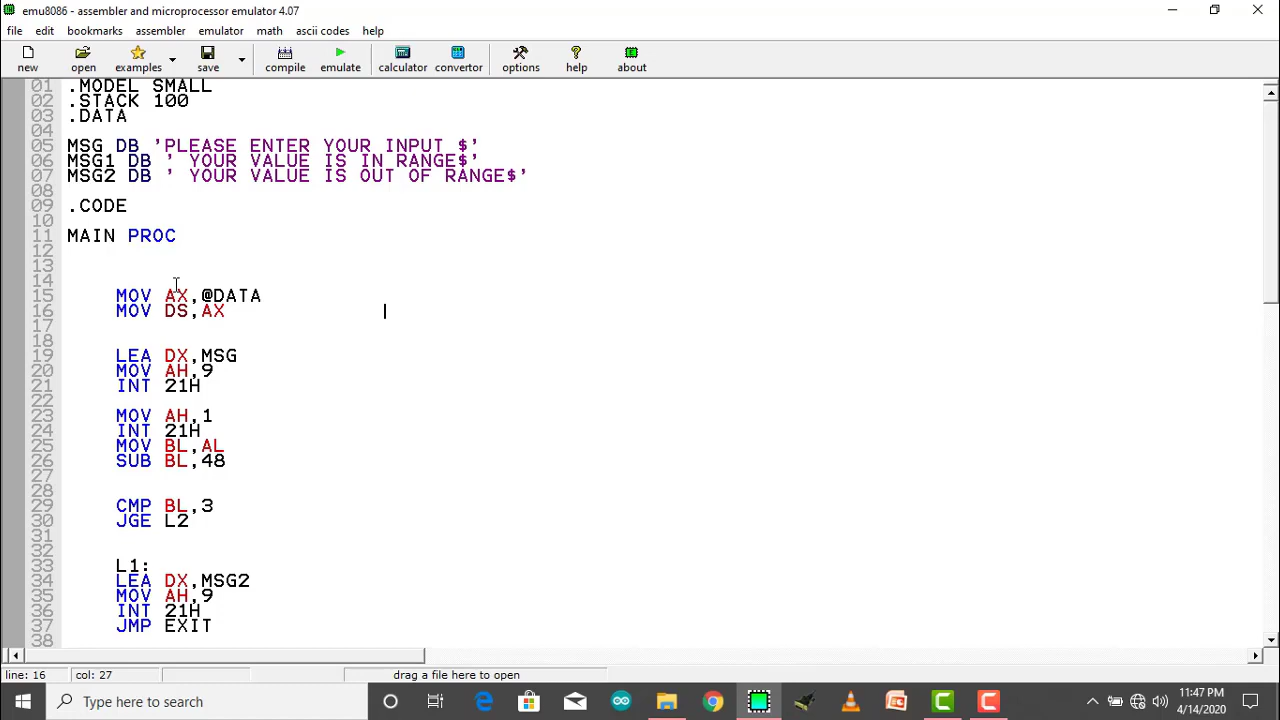 emu8086 - assembler and microprocessor emulator 4.07
file edit bookmarks assembler emulator math ascii codes help
new open examples save compile emulate calculator convertor options help about
01 .MODEL SMALL
02 .STACK 100
03 .DATA
04
05 MSG DB 'PLEASE ENTER YOUR INPUT $'
06 MSG1 DB ' YOUR VALUE IS IN RANGE$'
07 MSG2 DB ' YOUR VALUE IS OUT OF RANGE$'
08
09 .CODE
10
11 MAIN PROC
12
13
14
15 MOV AX,@DATA
16 MOV DS,AX
17
18
19 LEA DX,MSG
20 MOV AH,9
21 INT 21H
22
23 MOV AH,1
24 INT 21H
25 MOV BL,AL
26 SUB BL,48
27
28
29 CMP BL,3
30 JGE L2
31
32
33 L1:
34 LEA DX,MSG2
35 MOV AH,9
36 INT 21H
37 JMP EXIT
38
line: 16 col: 27 drag a file here to open
Type here to search
11:47 PM
4/14/2020